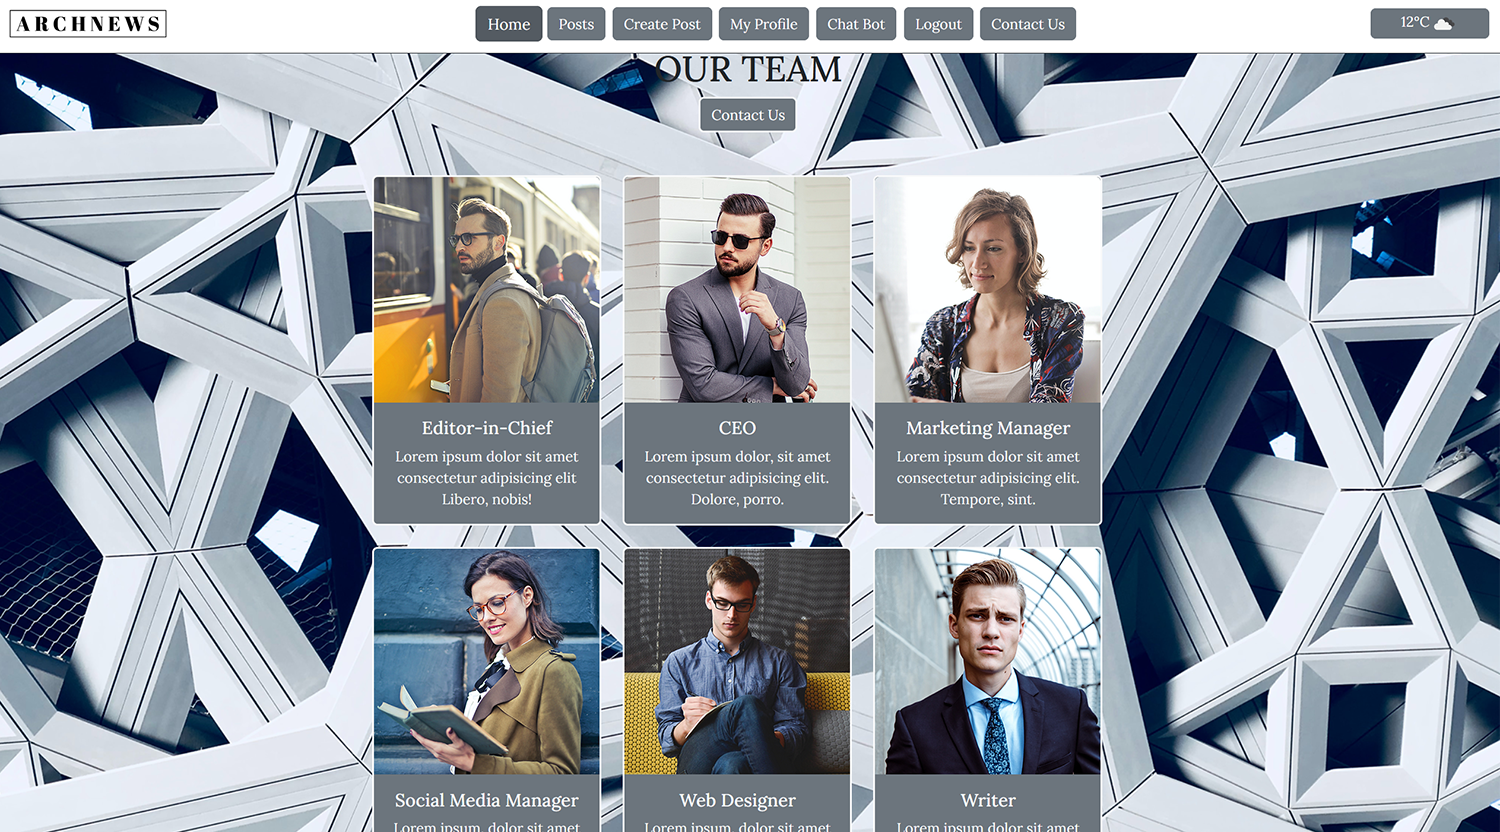 ARCHNEWS
Home Posts Create Post My Profile Chat Bot Logout Contact Us
12°C
OUR TEAM
Contact Us
Editor-in-Chief
Lorem ipsum dolor sit amet
consectetur adipisicing elit
Libero, nobis!
CEO
Lorem ipsum dolor, sit amet
consectetur adipisicing elit.
Dolore, porro.
Marketing Manager
Lorem ipsum dolor sit amet
consectetur adipisicing elit.
Tempore, sint.
Social Media Manager
Lorem ipsum, dolor sit amet
Web Designer
Lorem ipsum dolor sit amet
Writer
Lorem ipsum dolor sit amet